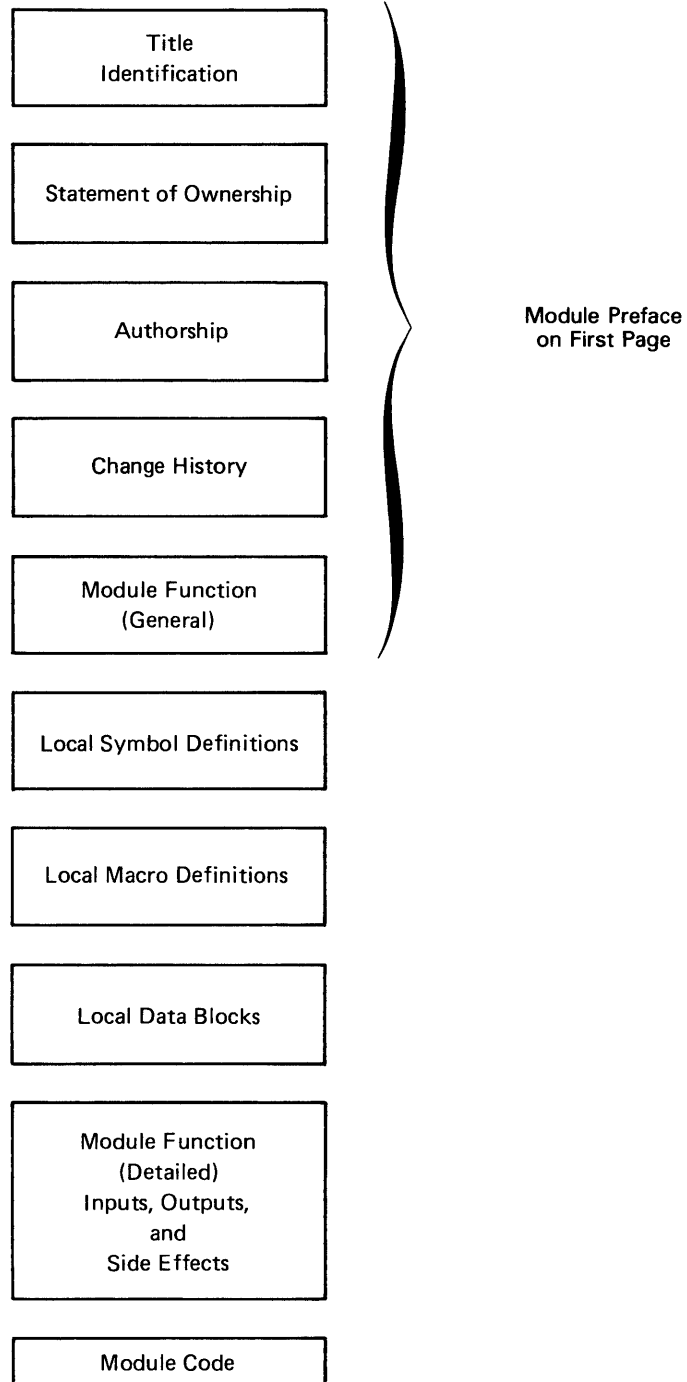 Title
Identification
Statement of Ownership
Authorship
Change History
Module Function
(General)
Module Preface
on First Page
Local Symbol Definitions
Local Macro Definitions
Local Data Blocks
Module Function
(Detailed)
Inputs, Outputs,
and
Side Effects
Module Code